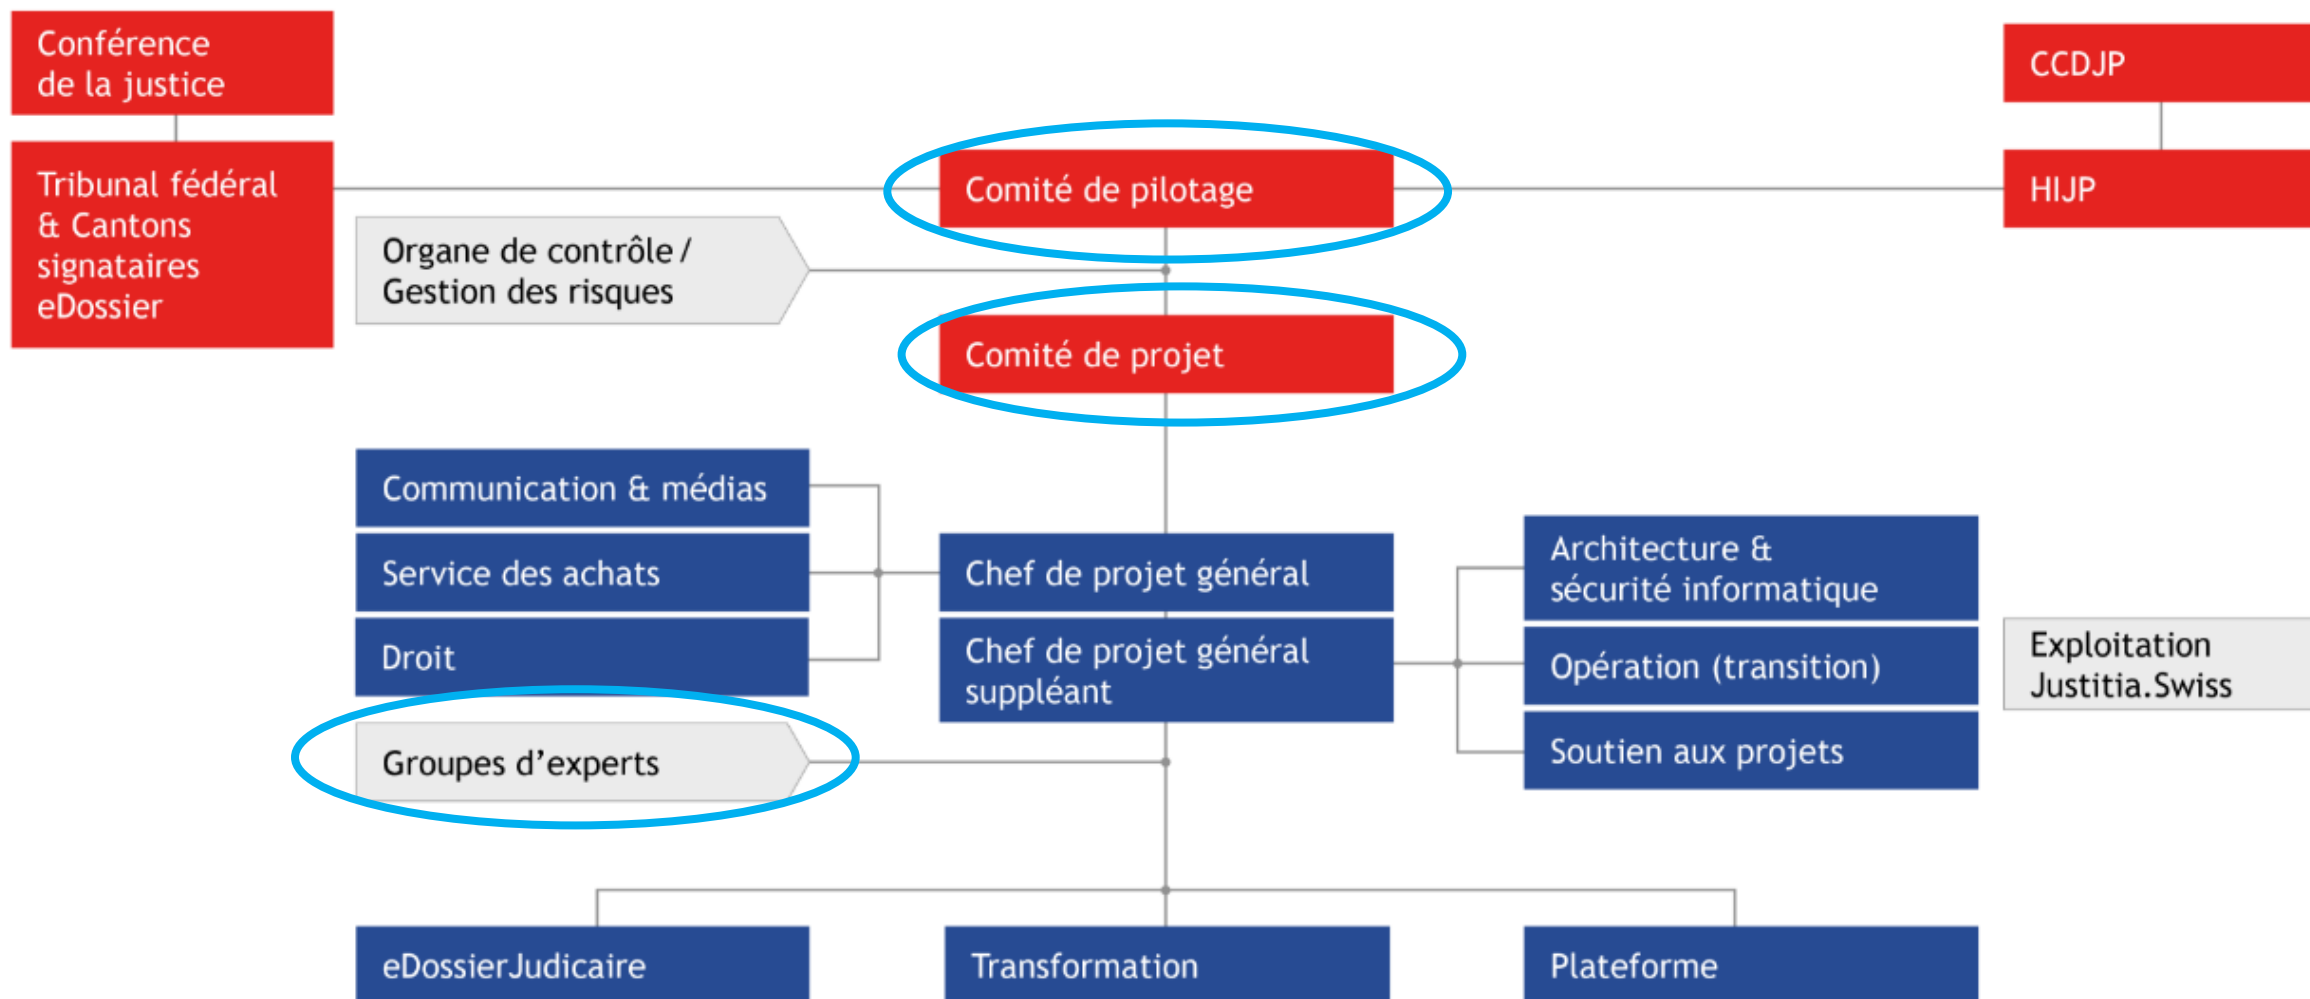 Conférence
de la justice
CCDJP
Tribunal fédéral
& Cantons
signataires
eDossier
Comité de pilotage
HIJP
Organe de contrôle /
Gestion des risques
Comité de projet
Communication & médias
Service des achats
Droit
Chef de projet général
Chef de projet général
suppléant
Architecture &
sécurité informatique
Opération (transition)
Soutien aux projets
Exploitation
Justitia.Swiss
Groupes d’experts
eDossierJudicaire
Transformation
Plateforme